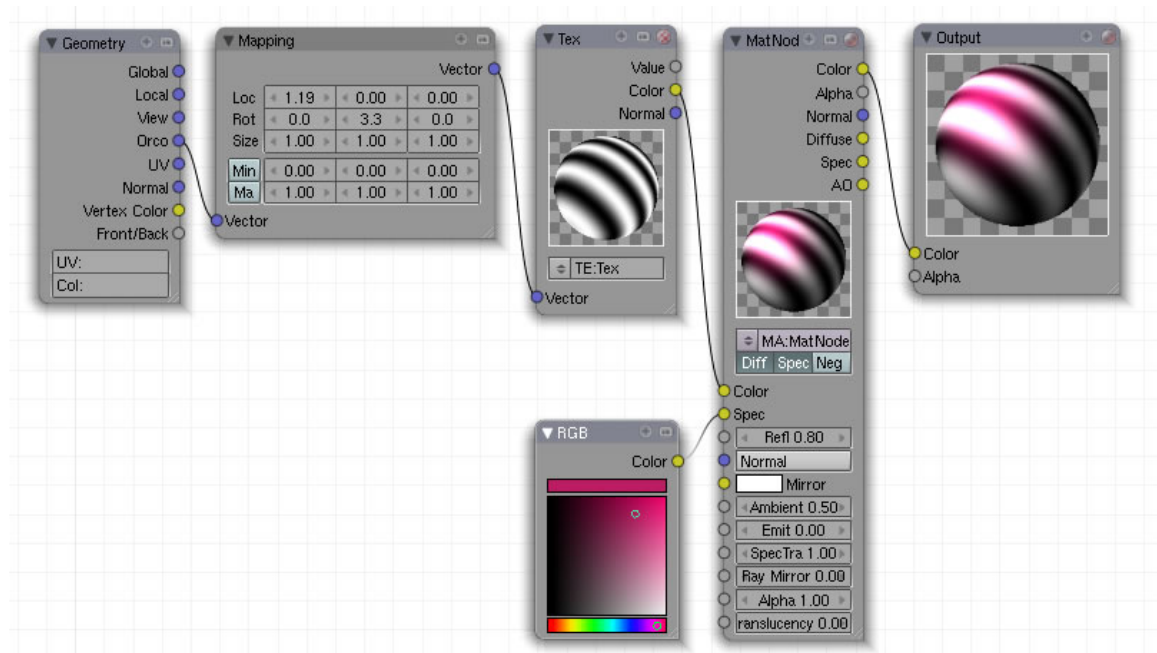 Geometry
Global
Local
View
Orco
UV
Normal
Vertex Color
Front/Back
UV:
Col:
Mapping
Vector
Loc 1.19 0.00 0.00
Rot 0.0 3.3 0.0
Size 1.00 1.00 1.00
Min 0.00 0.00 0.00
Ma 1.00 1.00 1.00
Vector
Tex
Value
Color
Normal
TE:Tex
Vector
RGB
Color
MatNod
Color
Alpha
Normal
Diffuse
Spec
AO
MA:MatNode
Diff Spec Neg
Color
Spec
Refl 0.80
Normal
Mirror
Ambient 0.50
Emit 0.00
SpecTra 1.00
Ray Mirror 0.00
Alpha 1.00
ranslucency 0.00
Output
Color
Alpha